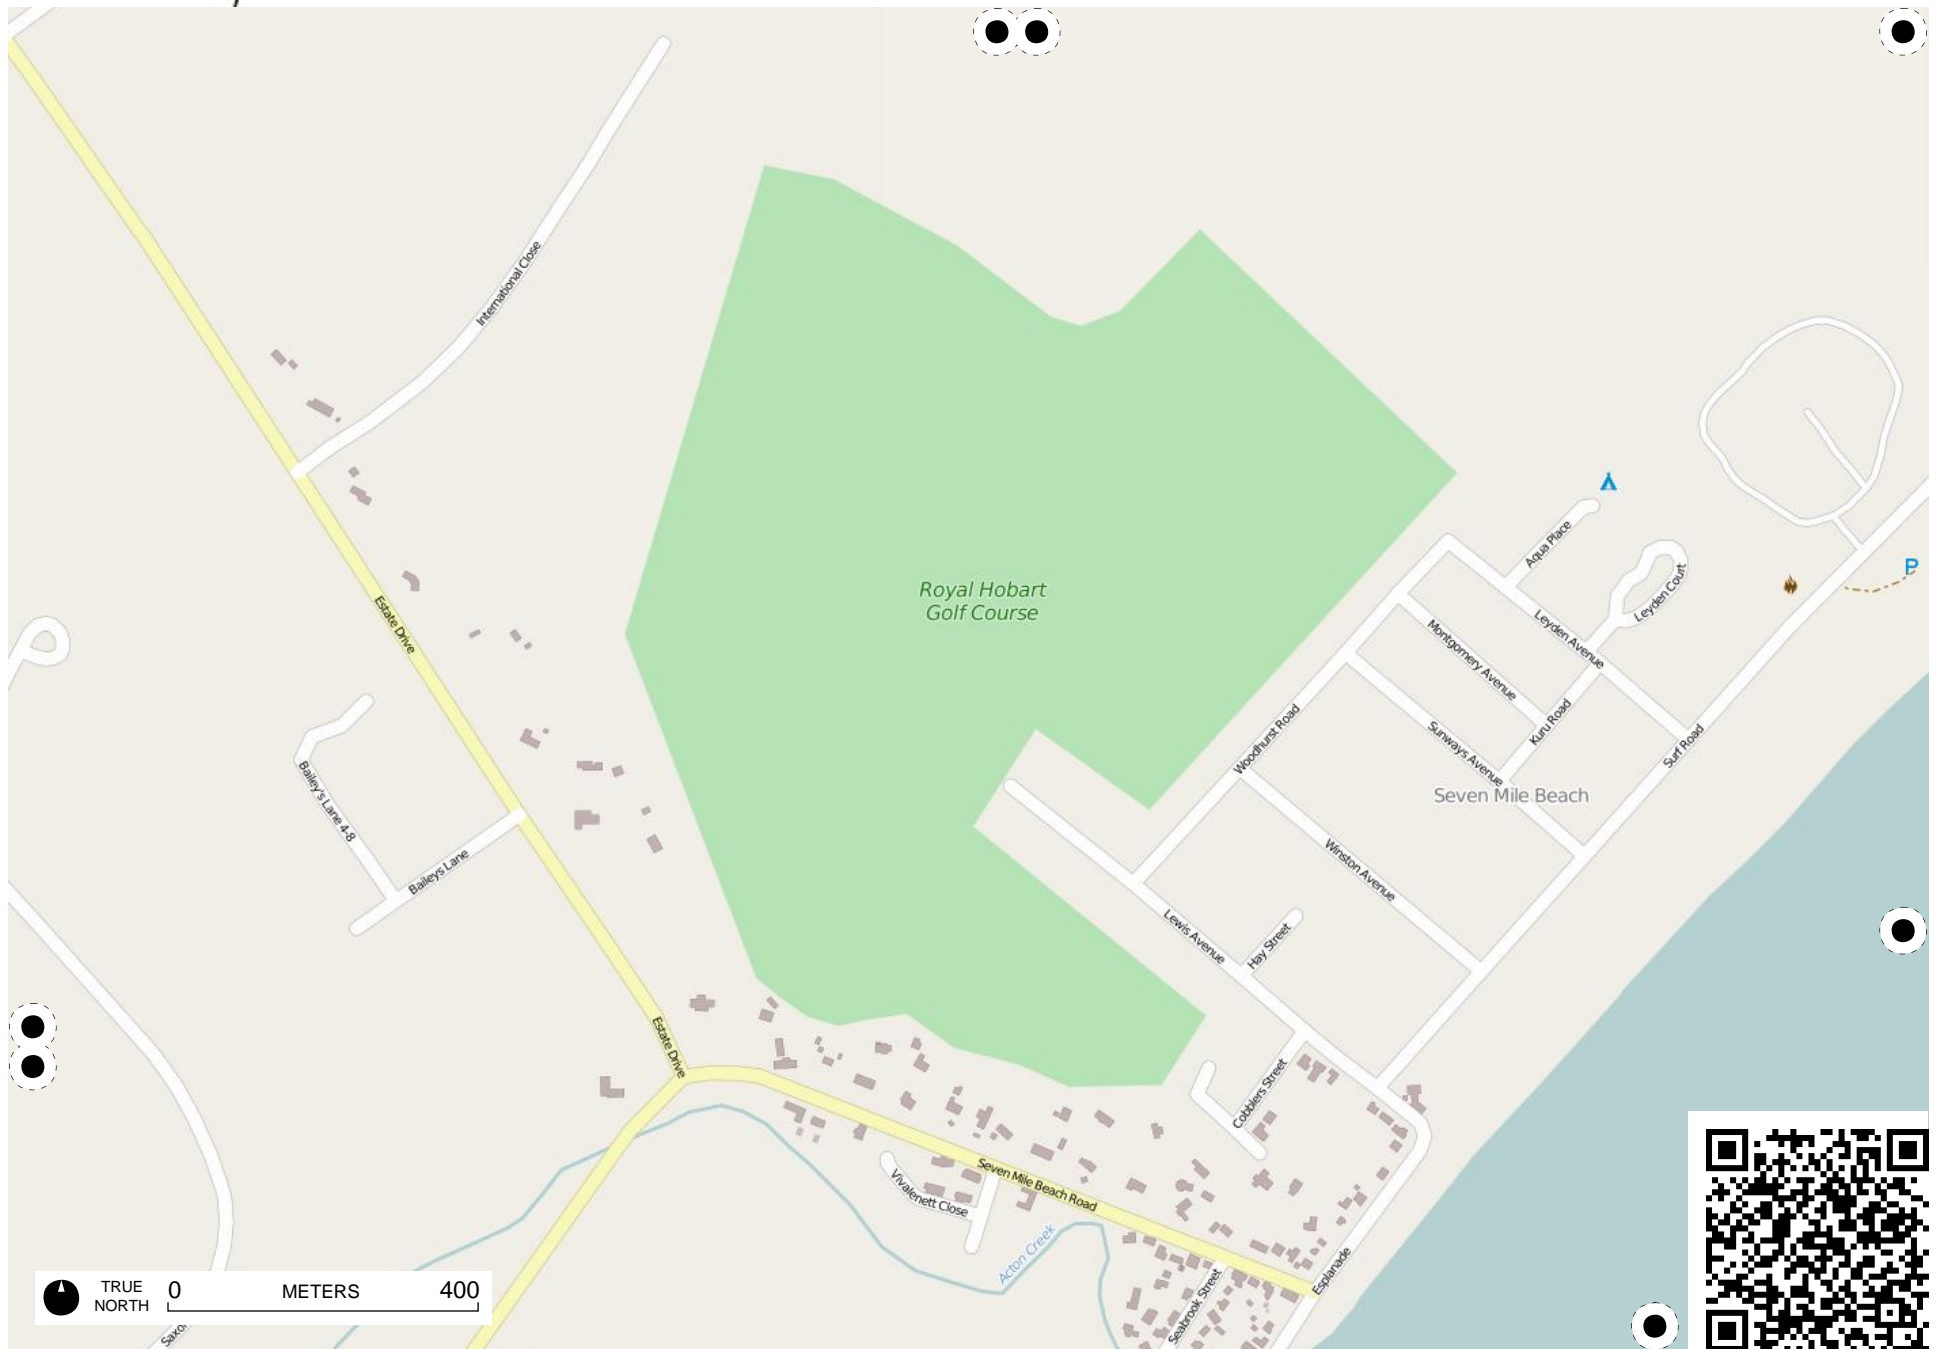 International Close
Estate Drive
Royal Hobart
Golf Course
Aqua Place
Leyden Court
Leyden Avenue
Montgomery Avenue
Kuru Road
Sunways Avenue
Woodhurst Road
Surf Road
Seven Mile Beach
P
Bailey's Lane 4-8
Baileys Lane
Winston Avenue
Lewis Avenue
Hay Street
Estate Drive
Cobblers Street
Seven Mile Beach Road
Vivalenett Close
Acton Creek
Esplanade
Seabrook Street
TRUE
NORTH
0 METERS 400